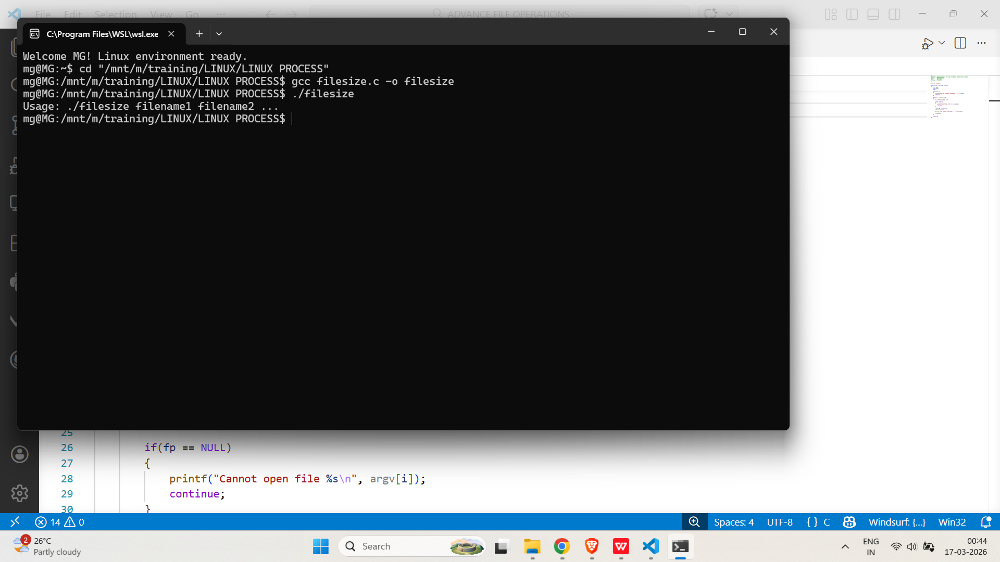 File Edit Selection View Go ... ADVANCE FILE OPERATIONS
C:\Program Files\WSL\wsl.exe
Welcome MG! Linux environment ready.
mg@MG:~$ cd "/mnt/m/training/LINUX/LINUX PROCESS"
mg@MG:/mnt/m/training/LINUX/LINUX PROCESS$ gcc filesize.c -o filesize
mg@MG:/mnt/m/training/LINUX/LINUX PROCESS$ ./filesize
Usage: ./filesize filename1 filename2 ...
mg@MG:/mnt/m/training/LINUX/LINUX PROCESS$
25
26 if(fp == NULL)
27 {
28 printf("Cannot open file %s\n", argv[i]);
29 continue;
30 }
14 0 Spaces: 4 UTF-8 { } C Windsurf: {...} Win32
2 26°C
Partly cloudy
Search
ENG
IN
00:44
17-03-2026